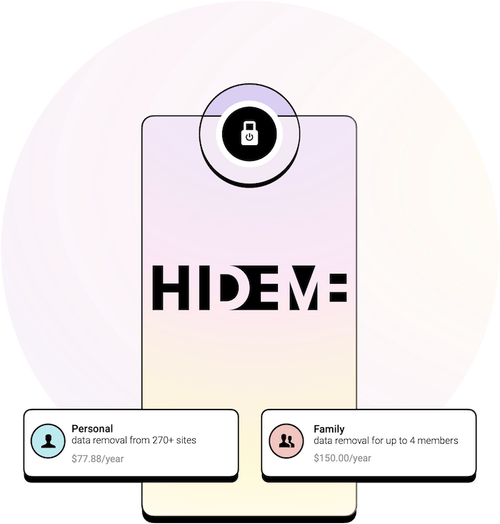 HIDEME
Personal
data removal from 270+ sites
$77.88/year
Family
data removal for up to 4 members
$150.00/year